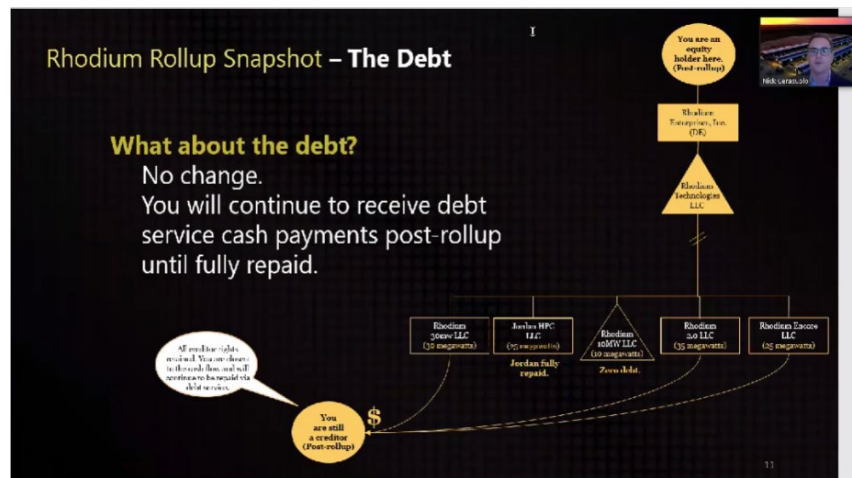 Rhodium Rollup Snapshot – The Debt
You are an
equity
holder here.
(Post-rollup)
Nick Cerasuolo
Rhodium
Enterprises, Inc.
(DE)
What about the debt?
No change.
You will continue to receive debt
service cash payments post-rollup
until fully repaid.
Rhodium
Technologies
LLC
Rhodium
30mw LLC
(30 megawatts)
Jordan HPC
LLC
(25 megawatts)
Jordan fully
repaid.
Rhodium
10MW LLC
(10 megawatts)
Zero debt.
Rhodium
2.0 LLC
(35 megawatts)
Rhodium Encore
LLC
(25 megawatts)
All creditor rights
retained. You are closer
to the cash flow and will
continue to be repaid via
debt service.
You
are still
a creditor
(Post-rollup)
$
11